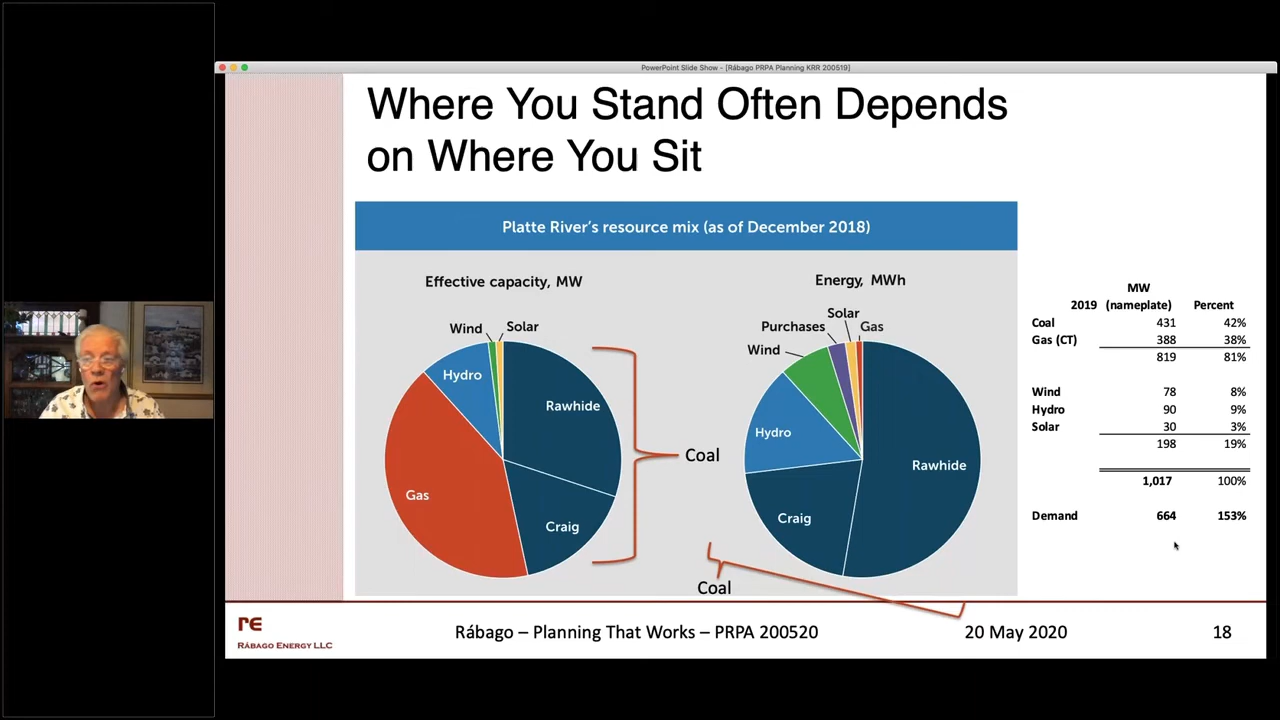 PowerPoint Slide Show - [Rábago PRPA Planning KRR 200519]
Where You Stand Often Depends
on Where You Sit
Platte River’s resource mix (as of December 2018)
Effective capacity, MW
Wind
Solar
Hydro
Rawhide
Gas
Craig
Coal
Energy, MWh
Solar
Purchases
Gas
Wind
Hydro
Rawhide
Craig
Coal
MW
2019 (nameplate) Percent
Coal 431 42%
Gas (CT) 388 38%
819 81%
Wind 78 8%
Hydro 90 9%
Solar 30 3%
198 19%
1,017 100%
Demand 664 153%
re
RÁBAGO ENERGY LLC
Rábago – Planning That Works – PRPA 200520
20 May 2020
18